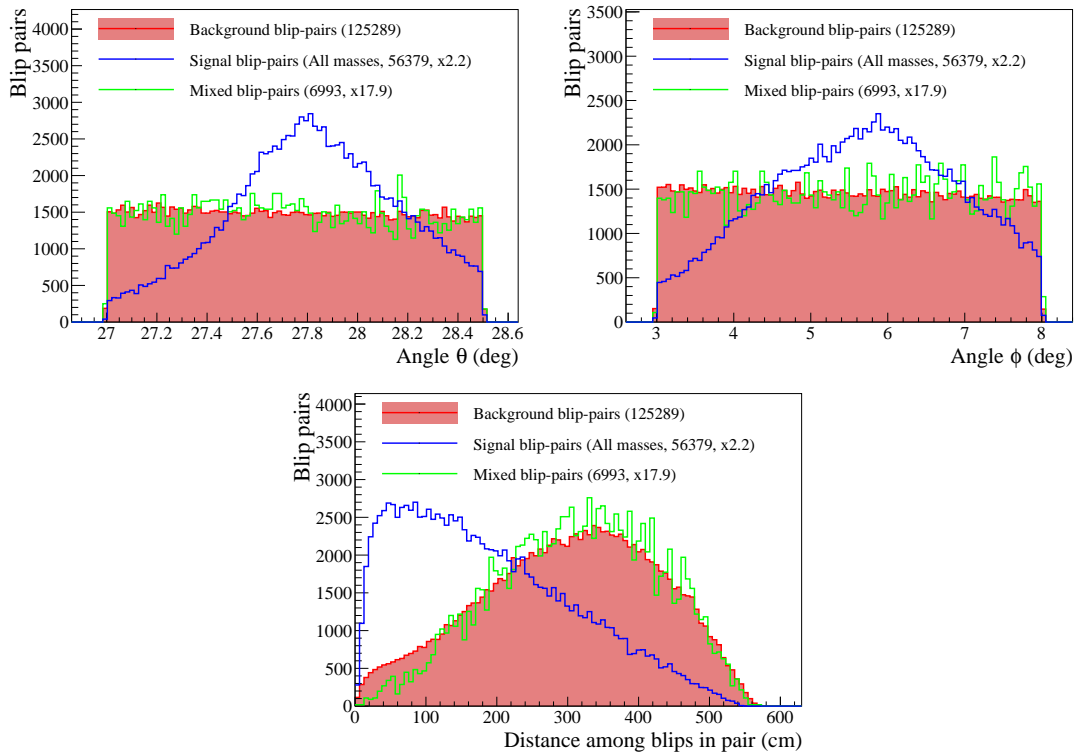 Blip pairs
4000
3500
3000
2500
2000
1500
1000
500
0
Background blip-pairs (125289)
Signal blip-pairs (All masses, 56379, x2.2)
Mixed blip-pairs (6993, x17.9)
27 27.2 27.4 27.6 27.8 28 28.2 28.4 28.6
Angle θ (deg)
Blip pairs
3500
3000
2500
2000
1500
1000
500
0
Background blip-pairs (125289)
Signal blip-pairs (All masses, 56379, x2.2)
Mixed blip-pairs (6993, x17.9)
3 4 5 6 7 8
Angle ϕ (deg)
Blip pairs
4000
3500
3000
2500
2000
1500
1000
500
0
Background blip-pairs (125289)
Signal blip-pairs (All masses, 56379, x2.2)
Mixed blip-pairs (6993, x17.9)
0 100 200 300 400 500 600
Distance among blips in pair (cm)